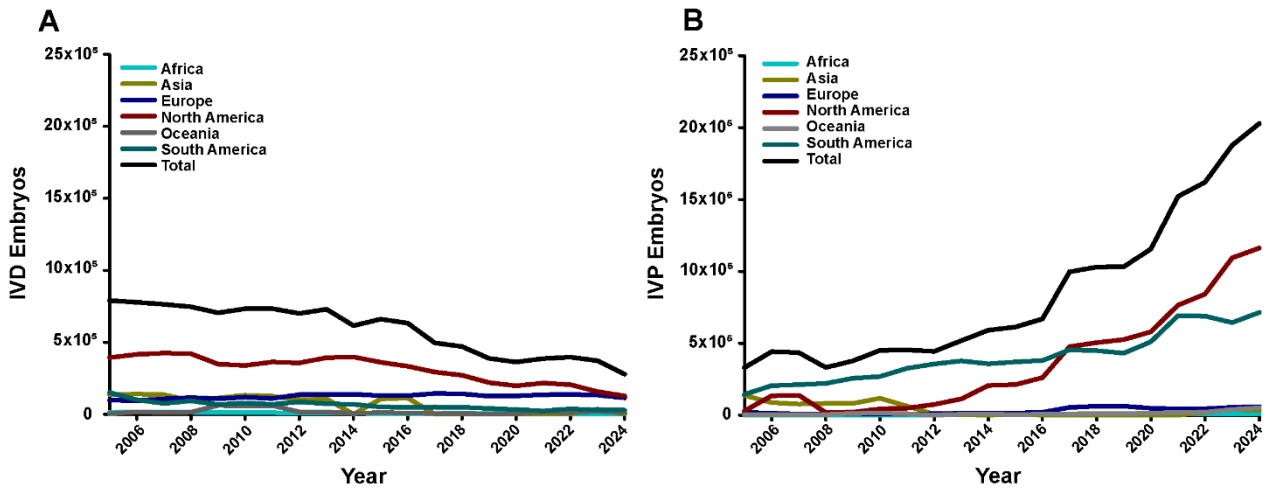 A
IVD Embryos
25x10⁵
20x10⁵
15x10⁵
10x10⁵
5x10⁵
0
Africa
Asia
Europe
North America
Oceania
South America
Total
2006
2008
2010
2012
2014
2016
2018
2020
2022
2024
Year
B
IVP Embryos
25x10⁵
20x10⁵
15x10⁵
10x10⁵
5x10⁵
0
Africa
Asia
Europe
North America
Oceania
South America
Total
2006
2008
2010
2012
2014
2016
2018
2020
2022
2024
Year